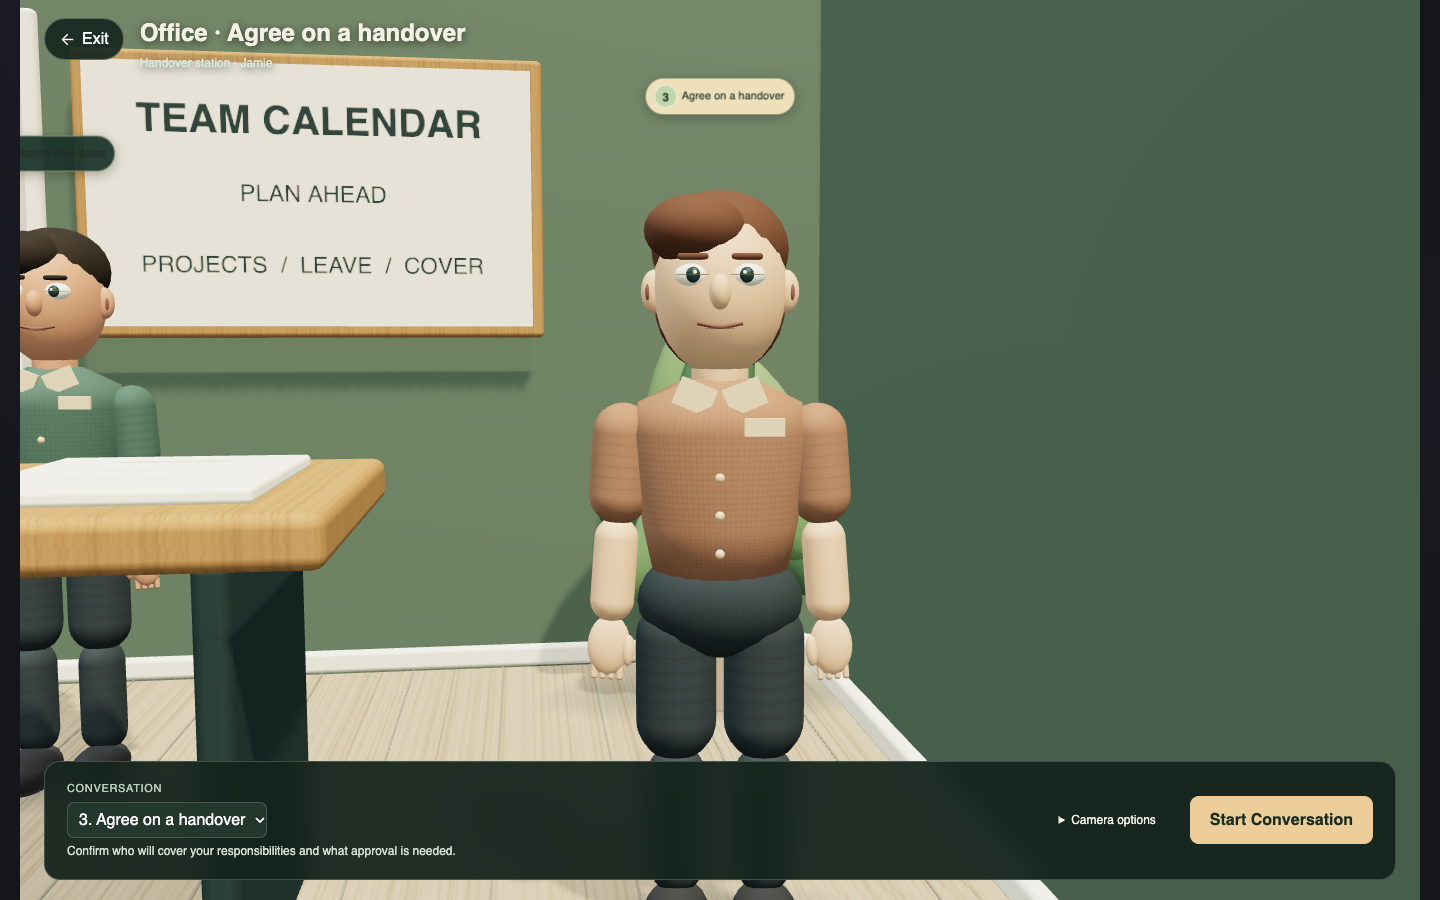 Exit
Office · Agree on a handover
Handover station · Jamie
3 Agree on a handover
TEAM CALENDAR
your dates
PLAN AHEAD
PROJECTS / LEAVE / COVER
CONVERSATION
3. Agree on a handover
Camera options
Start Conversation
Confirm who will cover your responsibilities and what approval is needed.